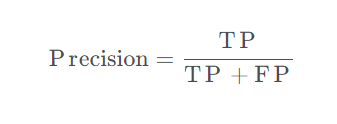 Precision = TP / (TP + FP)